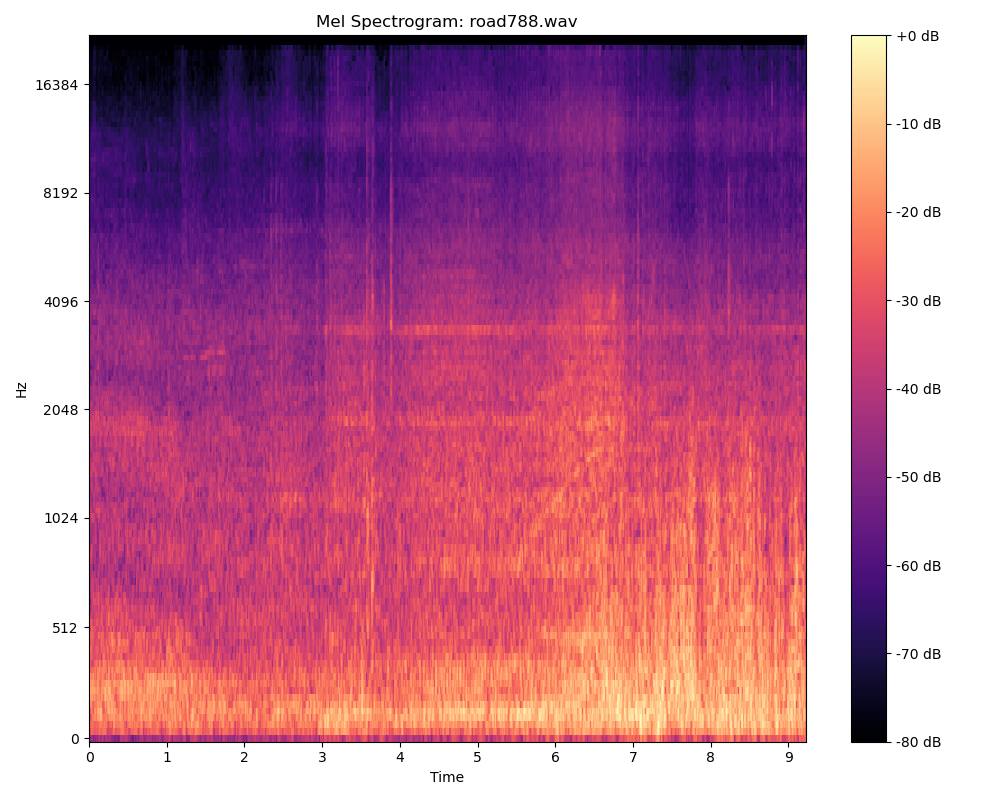 Mel Spectrogram: road788.wav
+0 dB
16384
-10 dB
8192
-20 dB
4096
-30 dB
Hz
2048
-40 dB
1024
-50 dB
512
-60 dB
-70 dB
0
-80 dB
0 1 2 3 4 5 6 7 8 9
Time